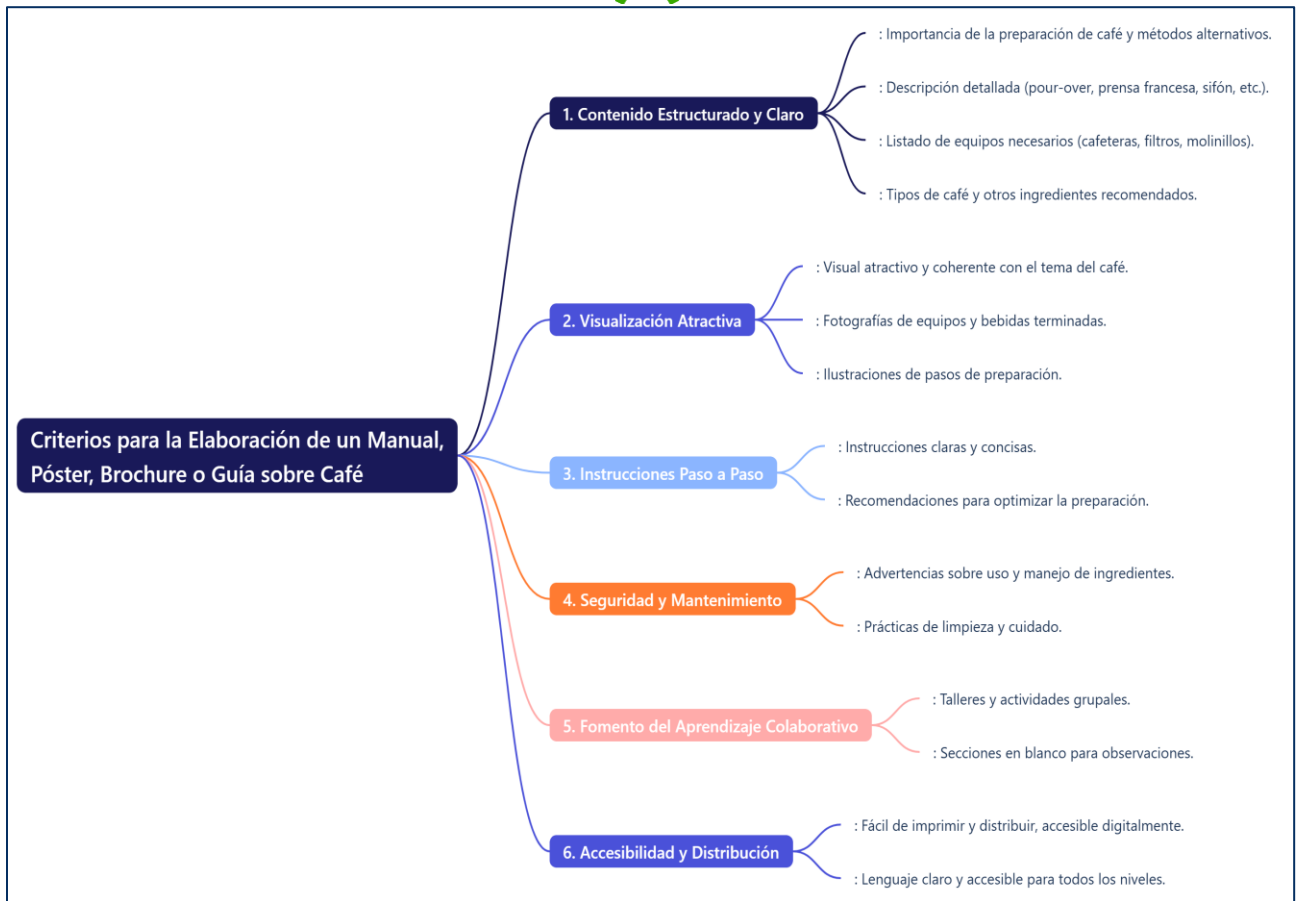 Criterios para la Elaboración de un Manual,
Póster, Brochure o Guía sobre Café
1. Contenido Estructurado y Claro
: Importancia de la preparación de café y métodos alternativos.
: Descripción detallada (pour-over, prensa francesa, sifón, etc.).
: Listado de equipos necesarios (cafeteras, filtros, molinillos).
: Tipos de café y otros ingredientes recomendados.
2. Visualización Atractiva
: Visual atractivo y coherente con el tema del café.
: Fotografías de equipos y bebidas terminadas.
: Ilustraciones de pasos de preparación.
3. Instrucciones Paso a Paso
: Instrucciones claras y concisas.
: Recomendaciones para optimizar la preparación.
4. Seguridad y Mantenimiento
: Advertencias sobre uso y manejo de ingredientes.
: Prácticas de limpieza y cuidado.
5. Fomento del Aprendizaje Colaborativo
: Talleres y actividades grupales.
: Secciones en blanco para observaciones.
6. Accesibilidad y Distribución
: Fácil de imprimir y distribuir, accesible digitalmente.
: Lenguaje claro y accesible para todos los niveles.